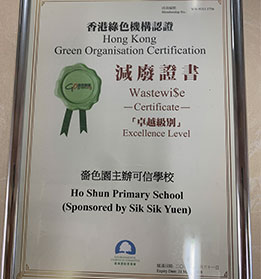 香港綠色機構認證
Hong Kong
Green Organisation Certification
減廢證書
Wastewi$e
—Certificate—
「卓越級別」
Excellence Level
嗇色園主辦可信學校
Ho Shun Primary School
(Sponsored by Sik Sik Yuen)